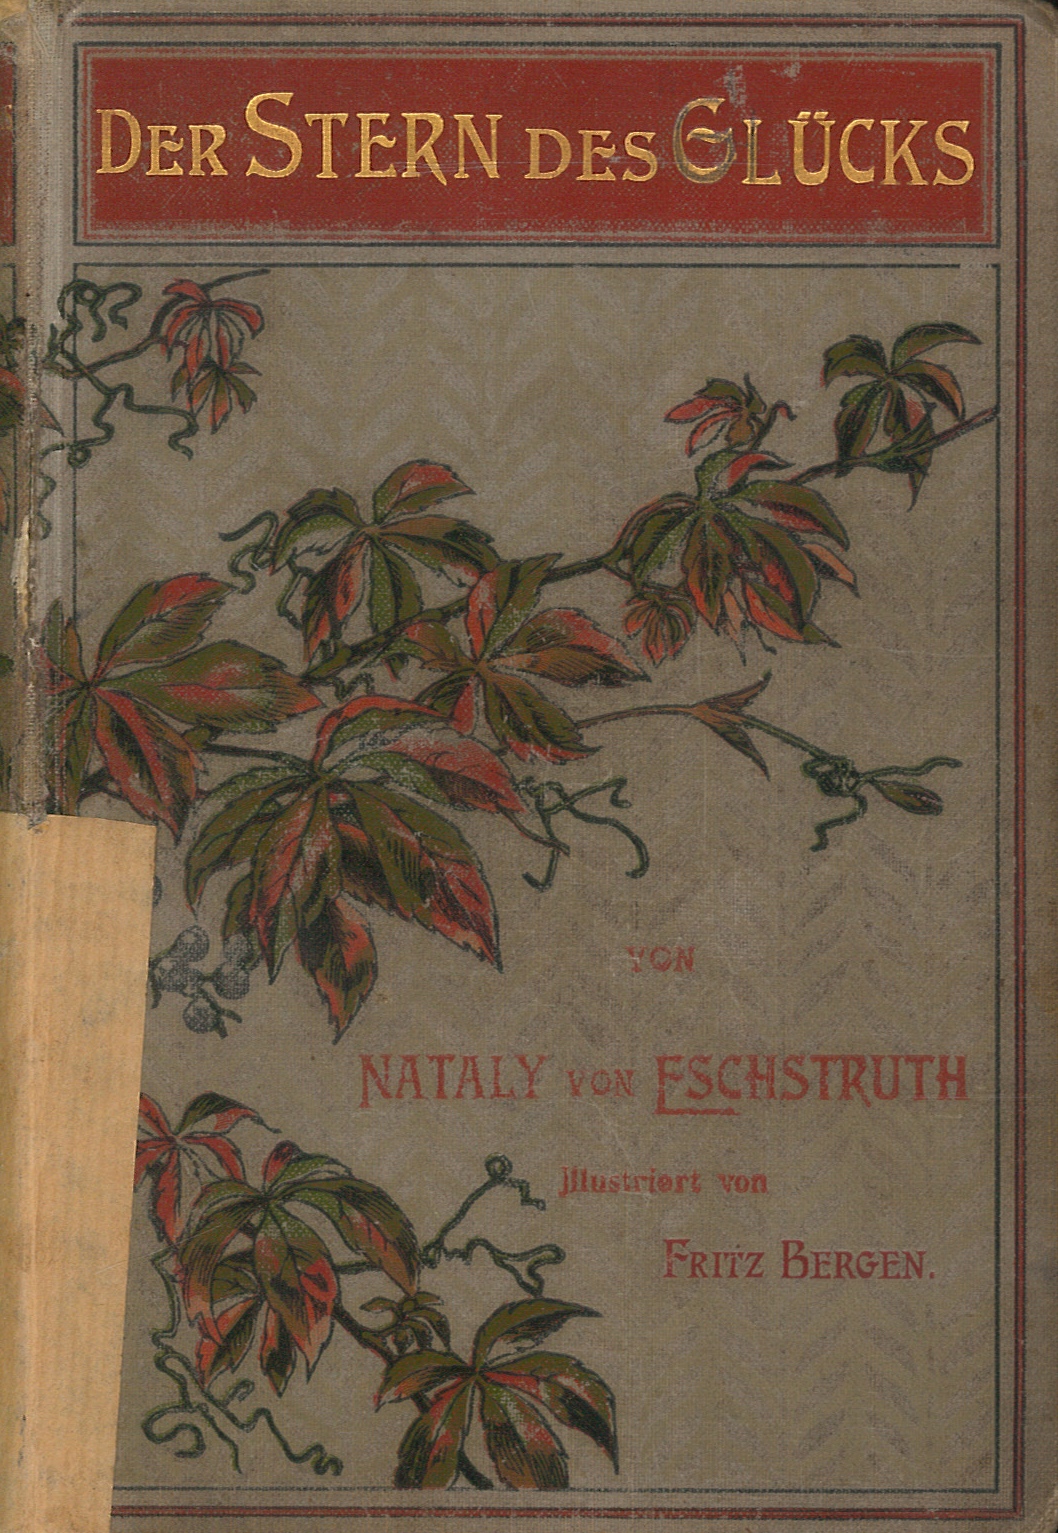 DER STERN DES GLÜCKS
VON
NATALY VON ESCHSTRUTH
Illustriert von
FRITZ BERGEN.